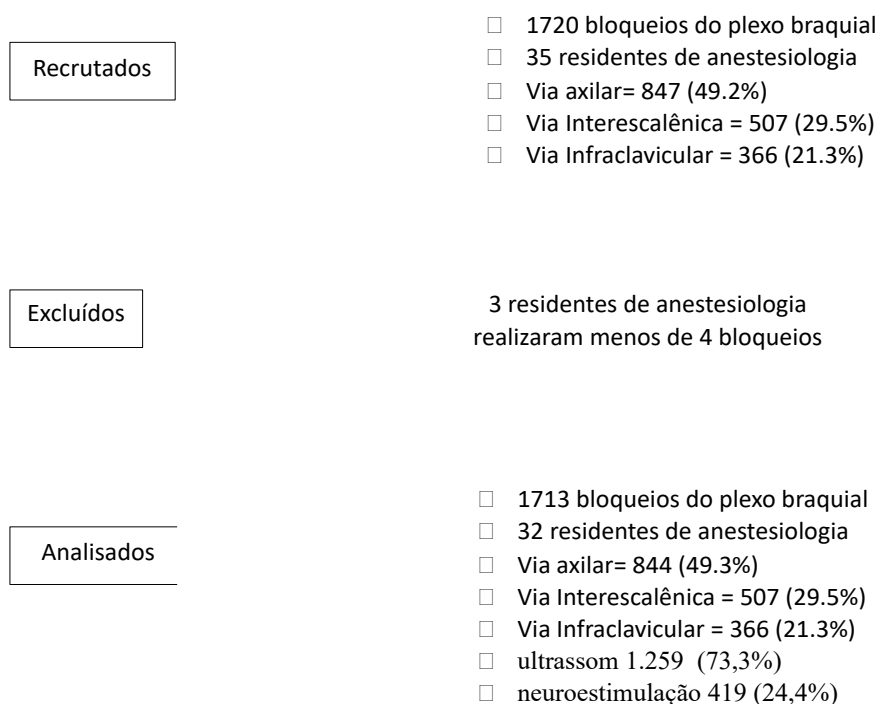 Recrutados
□ 1720 bloqueios do plexo braquial
□ 35 residentes de anestesiologia
□ Via axilar= 847 (49.2%)
□ Via Interescalênica = 507 (29.5%)
□ Via Infraclavicular = 366 (21.3%)
Excluídos
3 residentes de anestesiologia
realizaram menos de 4 bloqueios
Analisados
□ 1713 bloqueios do plexo braquial
□ 32 residentes de anestesiologia
□ Via axilar= 844 (49.3%)
□ Via Interescalênica = 507 (29.5%)
□ Via Infraclavicular = 366 (21.3%)
□ ultrassom 1.259 (73,3%)
□ neuroestimulação 419 (24,4%)